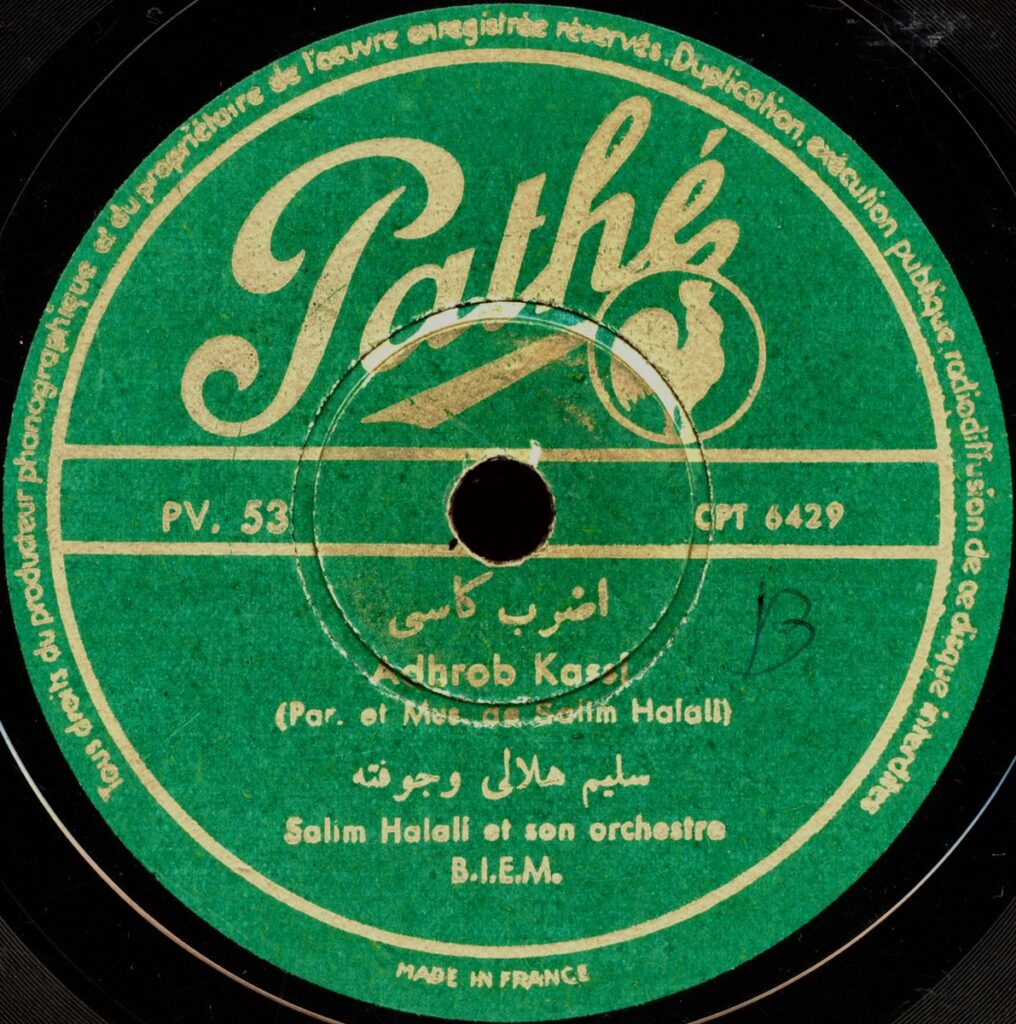 Tous droits du producteur phonographique et du propriétaire de l'œuvre enregistrée réservés. Duplication, exécution publique radiodiffusion de ce disque interdites
Pathé
PV. 53
CPT 6429
اضرب كاسى
Adhrob Kassi
(Par. et Mus. de Salim Halali)
سليم هلالى وجوفته
Salim Halali et son orchestre
B.I.E.M.
MADE IN FRANCE
B